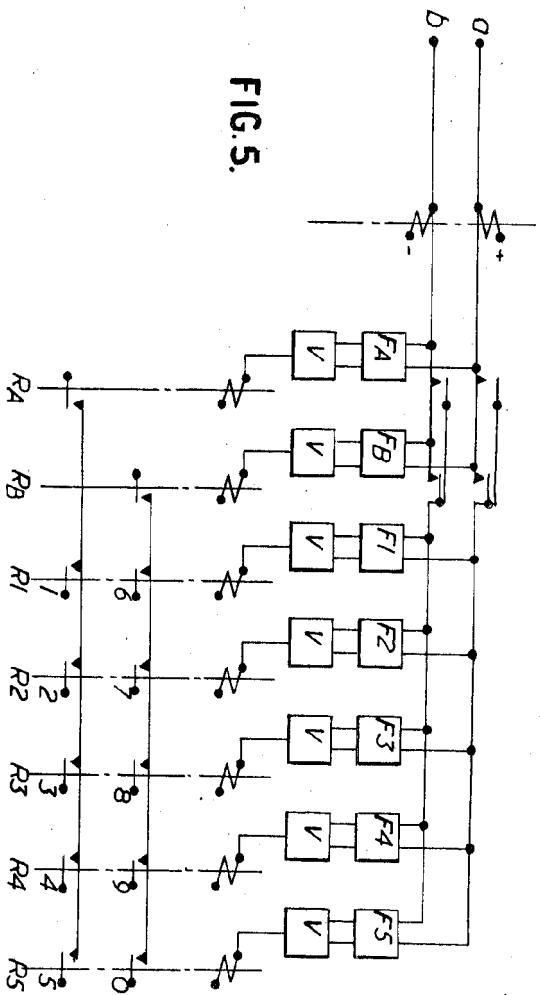 +
a
b
-
FA FB F1 F2 F3 F4 F5
V V V V V V V
FIG.5.
6 7 8 9 0
1 2 3 4 5
RA RB R1 R2 R3 R4 R5